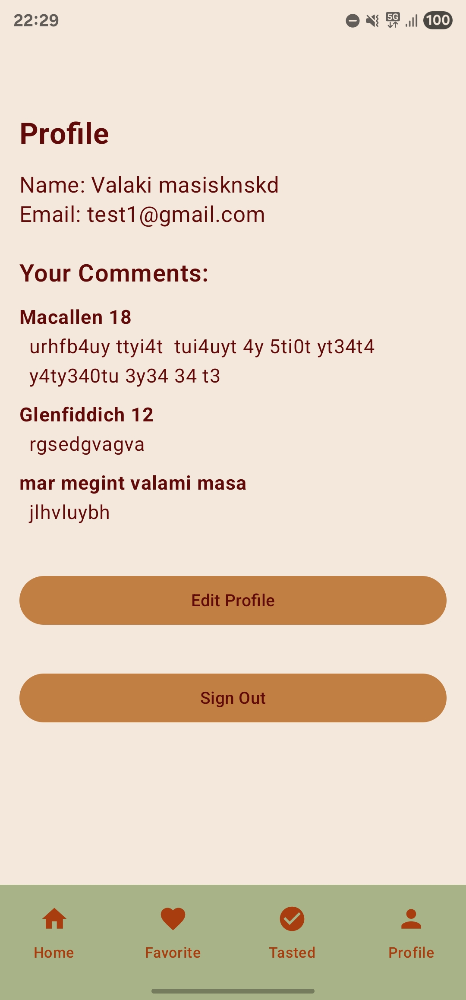 22:29
5G
100
Profile
Name: Valaki masisknskd
Email: test1@gmail.com
Your Comments:
Macallen 18
urhfb4uy ttyi4t  tui4uyt 4y 5ti0t yt34t4
y4ty340tu 3y34 34 t3
Glenfiddich 12
rgsedgvagva
mar megint valami masa
jlhvluybh
Edit Profile
Sign Out
Home
Favorite
Tasted
Profile